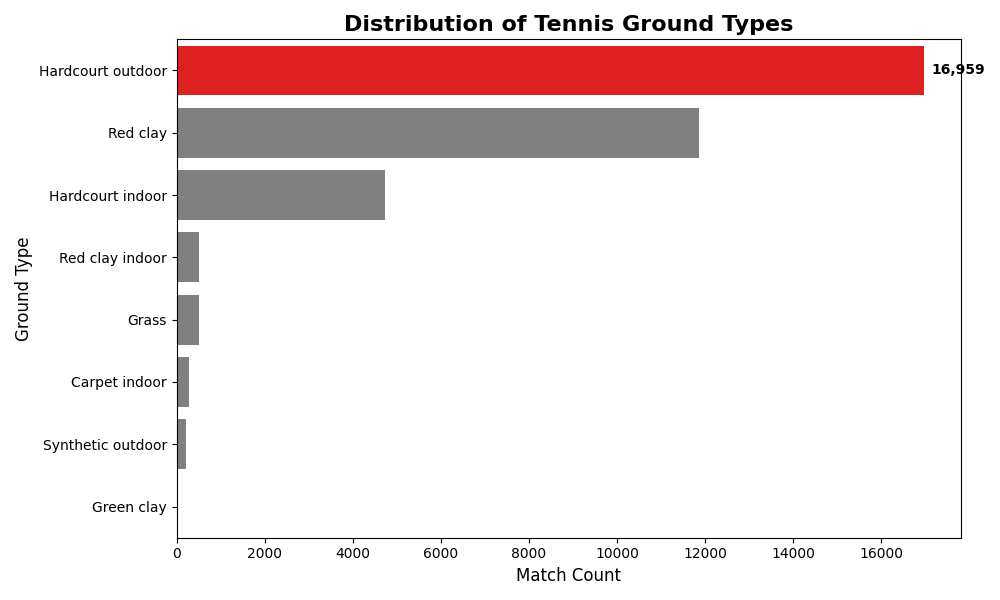 Distribution of Tennis Ground Types
Hardcourt outdoor
16,959
Red clay
Hardcourt indoor
Red clay indoor
Grass
Carpet indoor
Synthetic outdoor
Green clay
Ground Type
0 2000 4000 6000 8000 10000 12000 14000 16000
Match Count